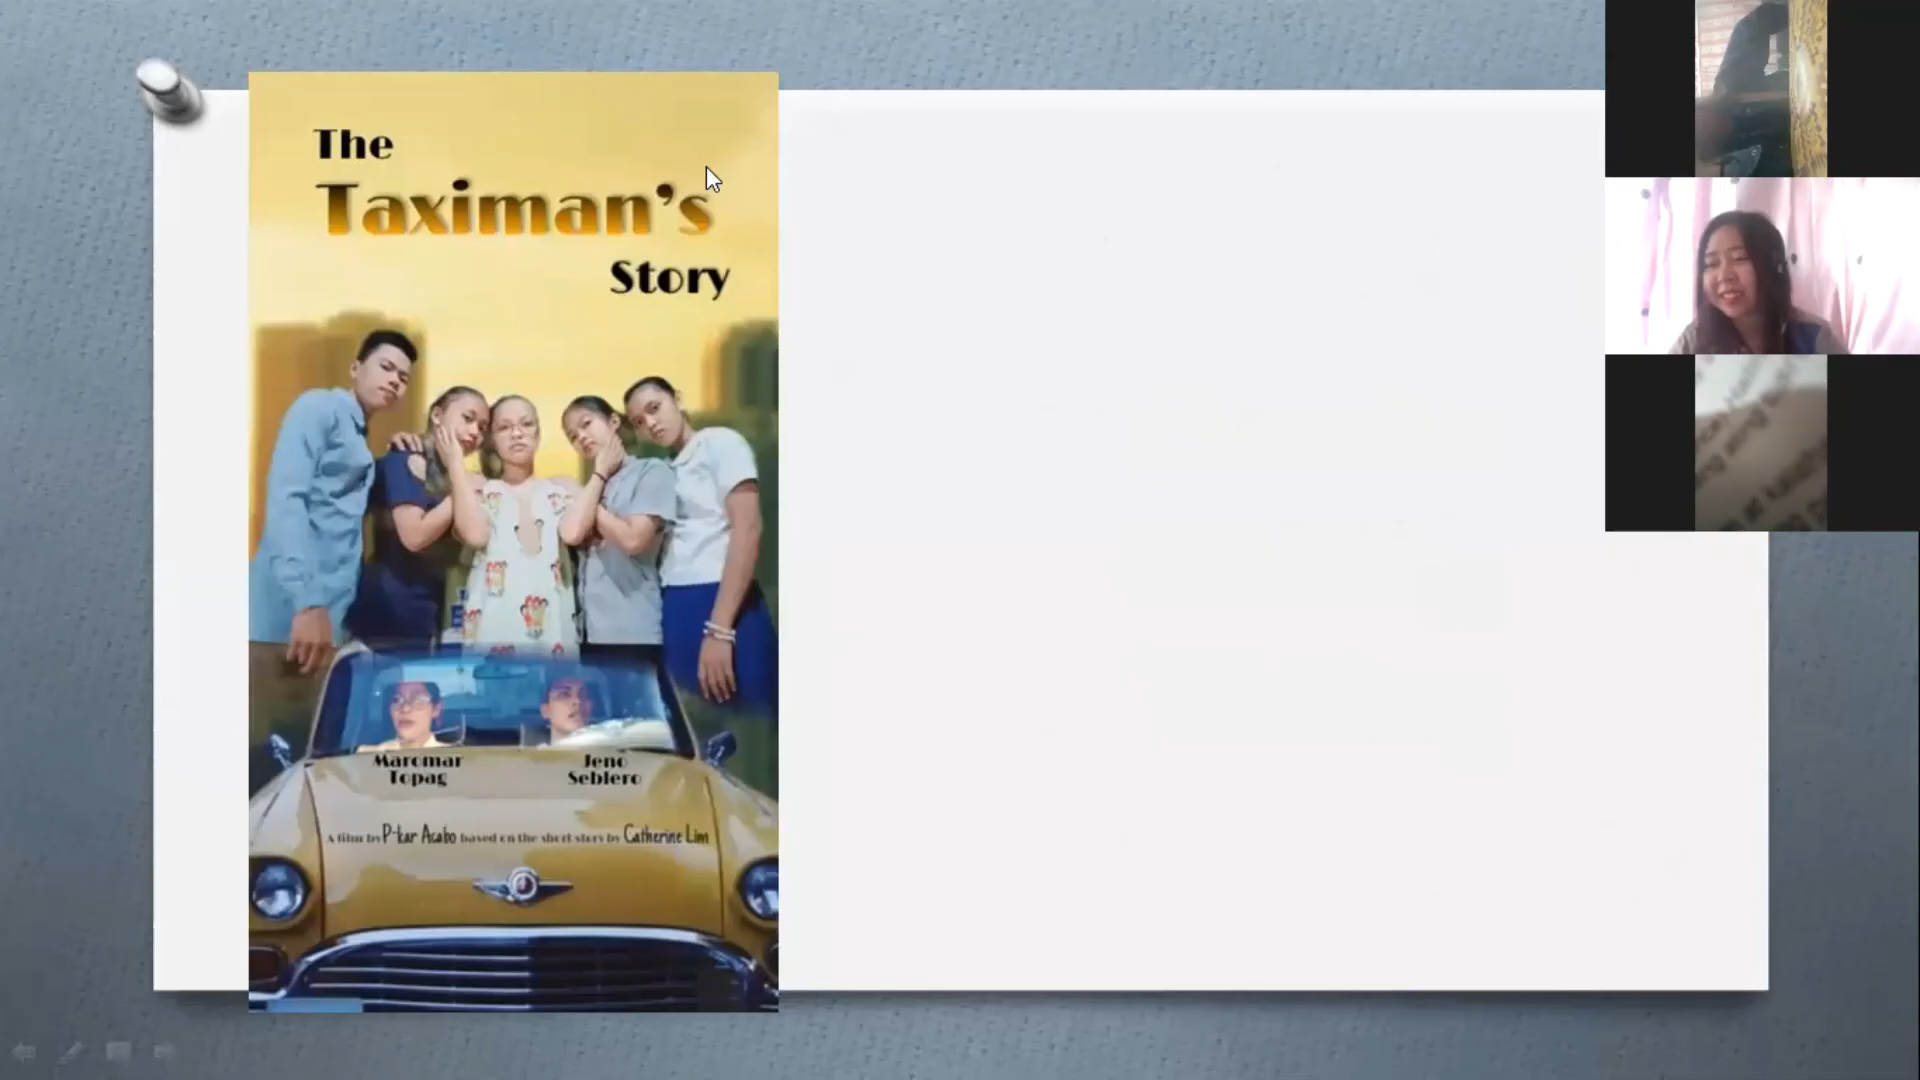 The
Taximan's
Story
Maromar Jeno
Topag Seblero
A film by P-kar Acabo based on the short story by Catherine Lim